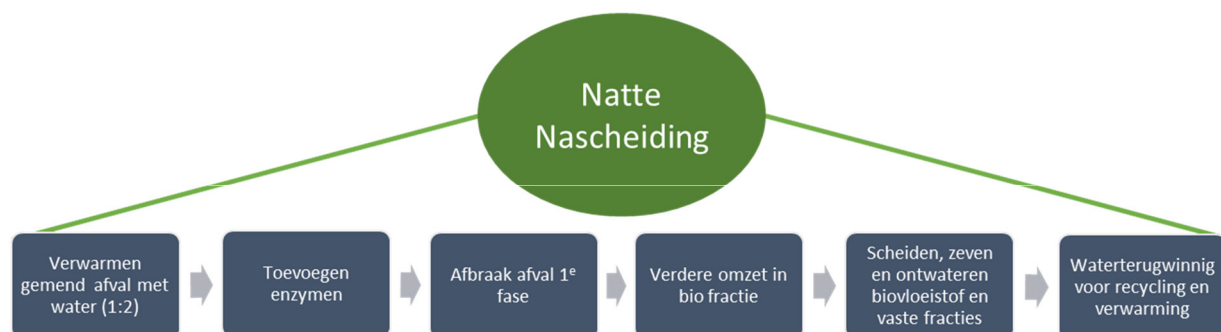 Natte
Nascheiding
Verwarmen
gemend afval met
water (1:2)
Toevoegen
enzymen
Afbraak afval 1e
fase
Verdere omzet in
bio fractie
Scheiden, zeven
en ontwateren
biovloeistof en
vaste fracties
Waterterugwinnig
voor recycling en
verwarming